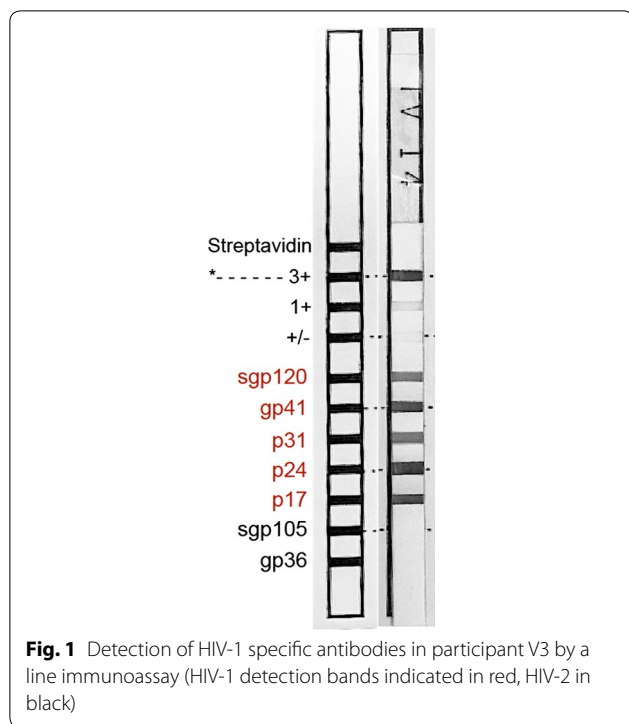 Streptavidin
*------ 3+
1+
+/-
sgp120
gp41
p31
p24
p17
sgp105
gp36
Fig. 1 Detection of HIV-1 specific antibodies in participant V3 by a
line immunoassay (HIV-1 detection bands indicated in red, HIV-2 in
black)